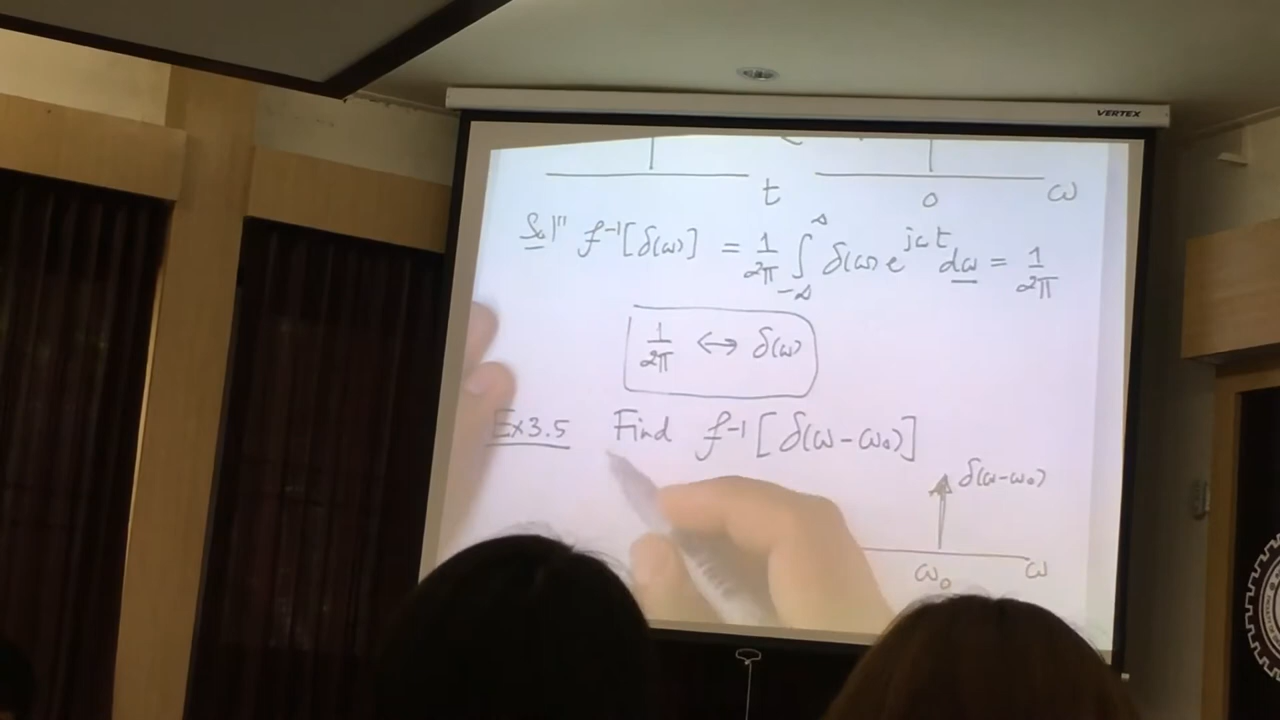 VERTEX
t 0 ω
Sol'n f⁻¹[δ(ω)] = 1/2π ∫_{-∞}^{∞} δ(ω) e^{jωt} dω = 1/2π
1/2π ↔ δ(ω)
Ex3.5 Find f⁻¹[δ(ω-ω₀)]
δ(ω-ω₀)
ω₀ ω